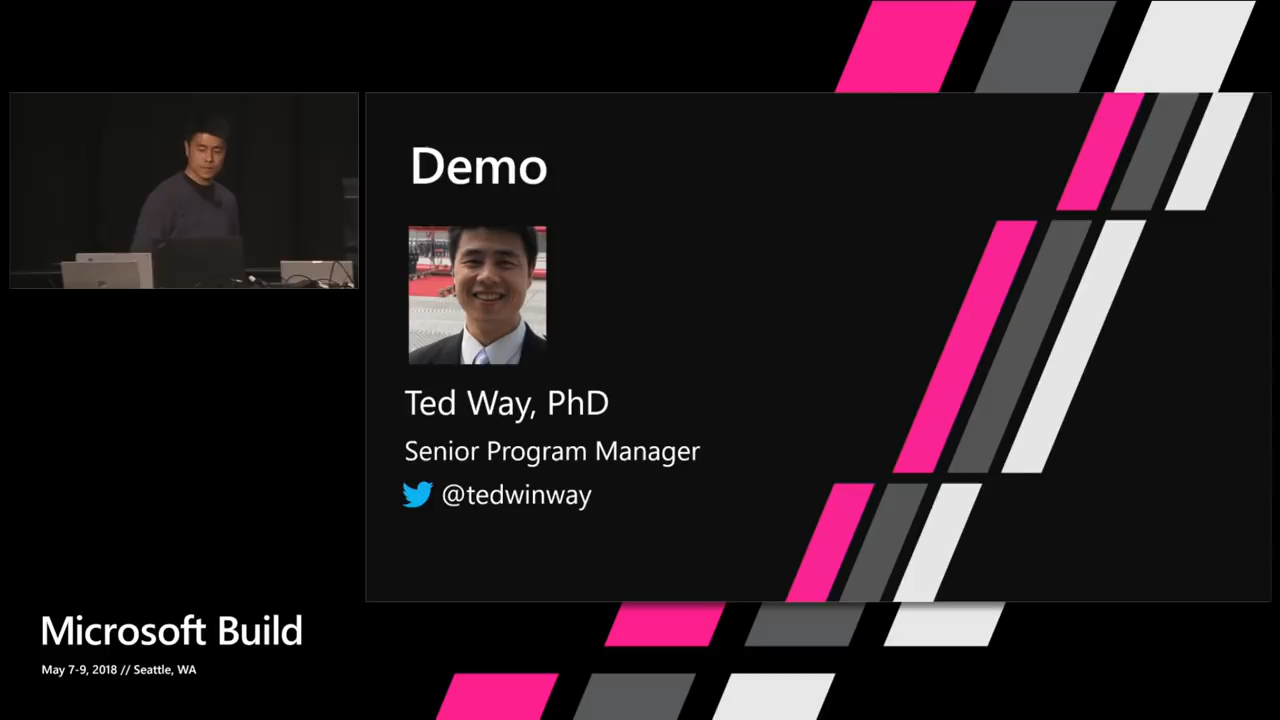 Demo
Ted Way, PhD
Senior Program Manager
@tedwinway
Microsoft Build
May 7-9, 2018 // Seattle, WA